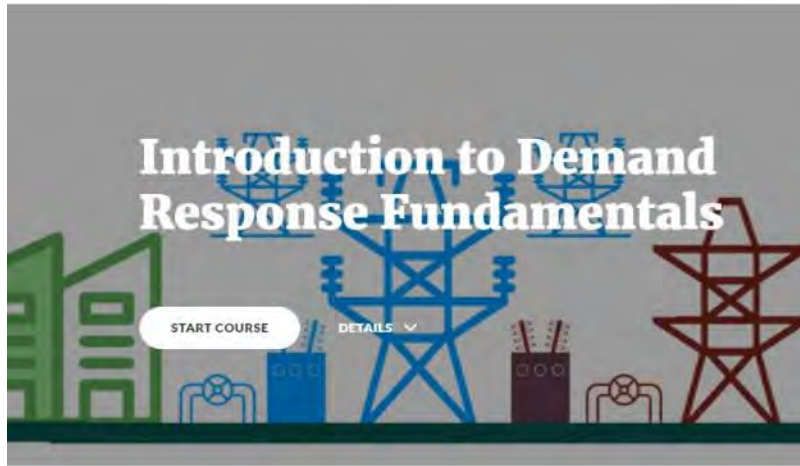 Introduction to Demand
Response Fundamentals
START COURSE
DETAILS